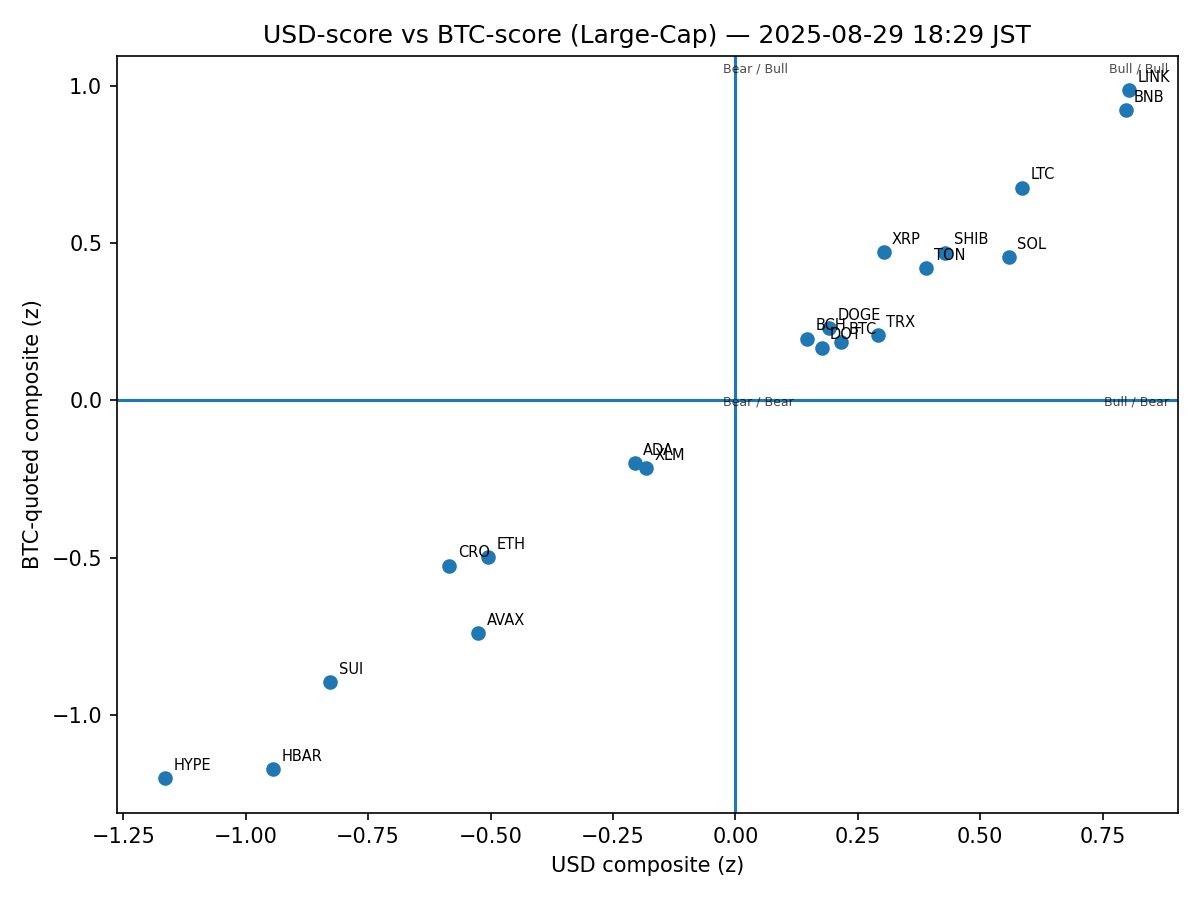 USD-score vs BTC-score (Large-Cap) — 2025-08-29 18:29 JST
Bear / Bull
Bull / Bull
LINK
BNB
LTC
XRP
SHIB
SOL
TON
DOGE
BCH
TRX
BTC
DOT
Bear / Bear
Bull / Bear
ADA
XLM
ETH
CRO
AVAX
SUI
HBAR
HYPE
1.0
0.5
0.0
−0.5
−1.0
BTC-quoted composite (z)
−1.25
−1.00
−0.75
−0.50
−0.25
0.00
0.25
0.50
0.75
USD composite (z)